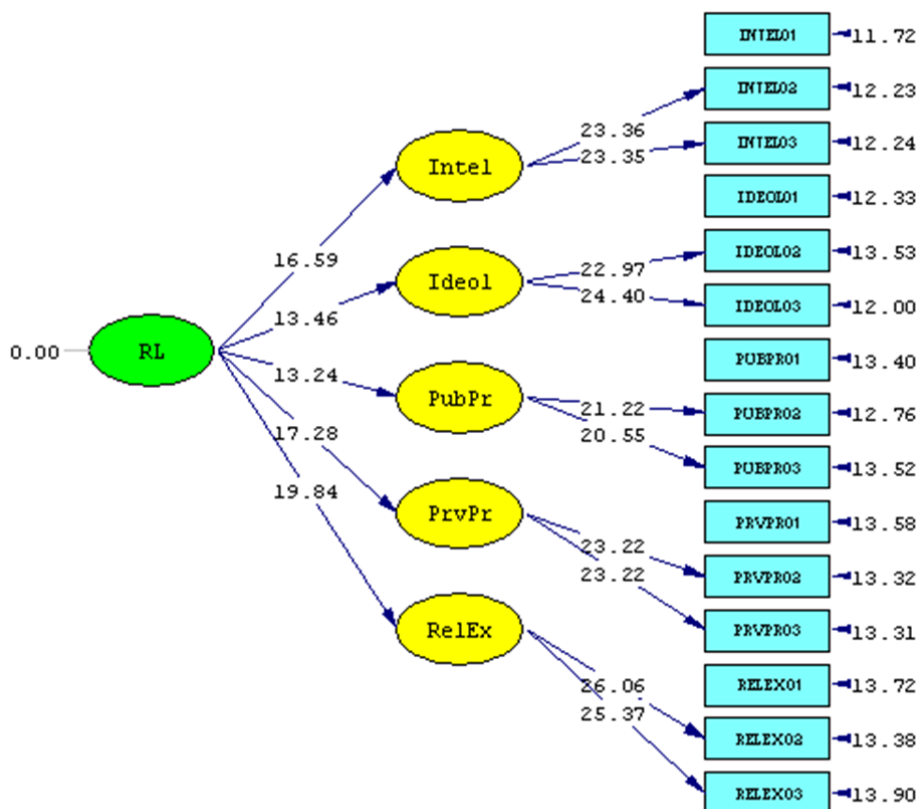 INTEL01 11.72
INTEL02 12.23
23.36
INTEL03 12.24
23.35
Intel
IDEOL01 12.33
IDEOL02 13.53
16.59
22.97
Ideol
24.40
IDEOL03 12.00
13.46
0.00 RL
PUBPR01 13.40
13.24
PubPr
21.22
PUBPR02 12.76
17.28
20.55
PUBPR03 13.52
19.84
PrvPr
PRVPR01 13.58
23.22
PRVPR02 13.32
23.22
RelEx
PRVPR03 13.31
26.06
RELEX01 13.72
25.37
RELEX02 13.38
RELEX03 13.90